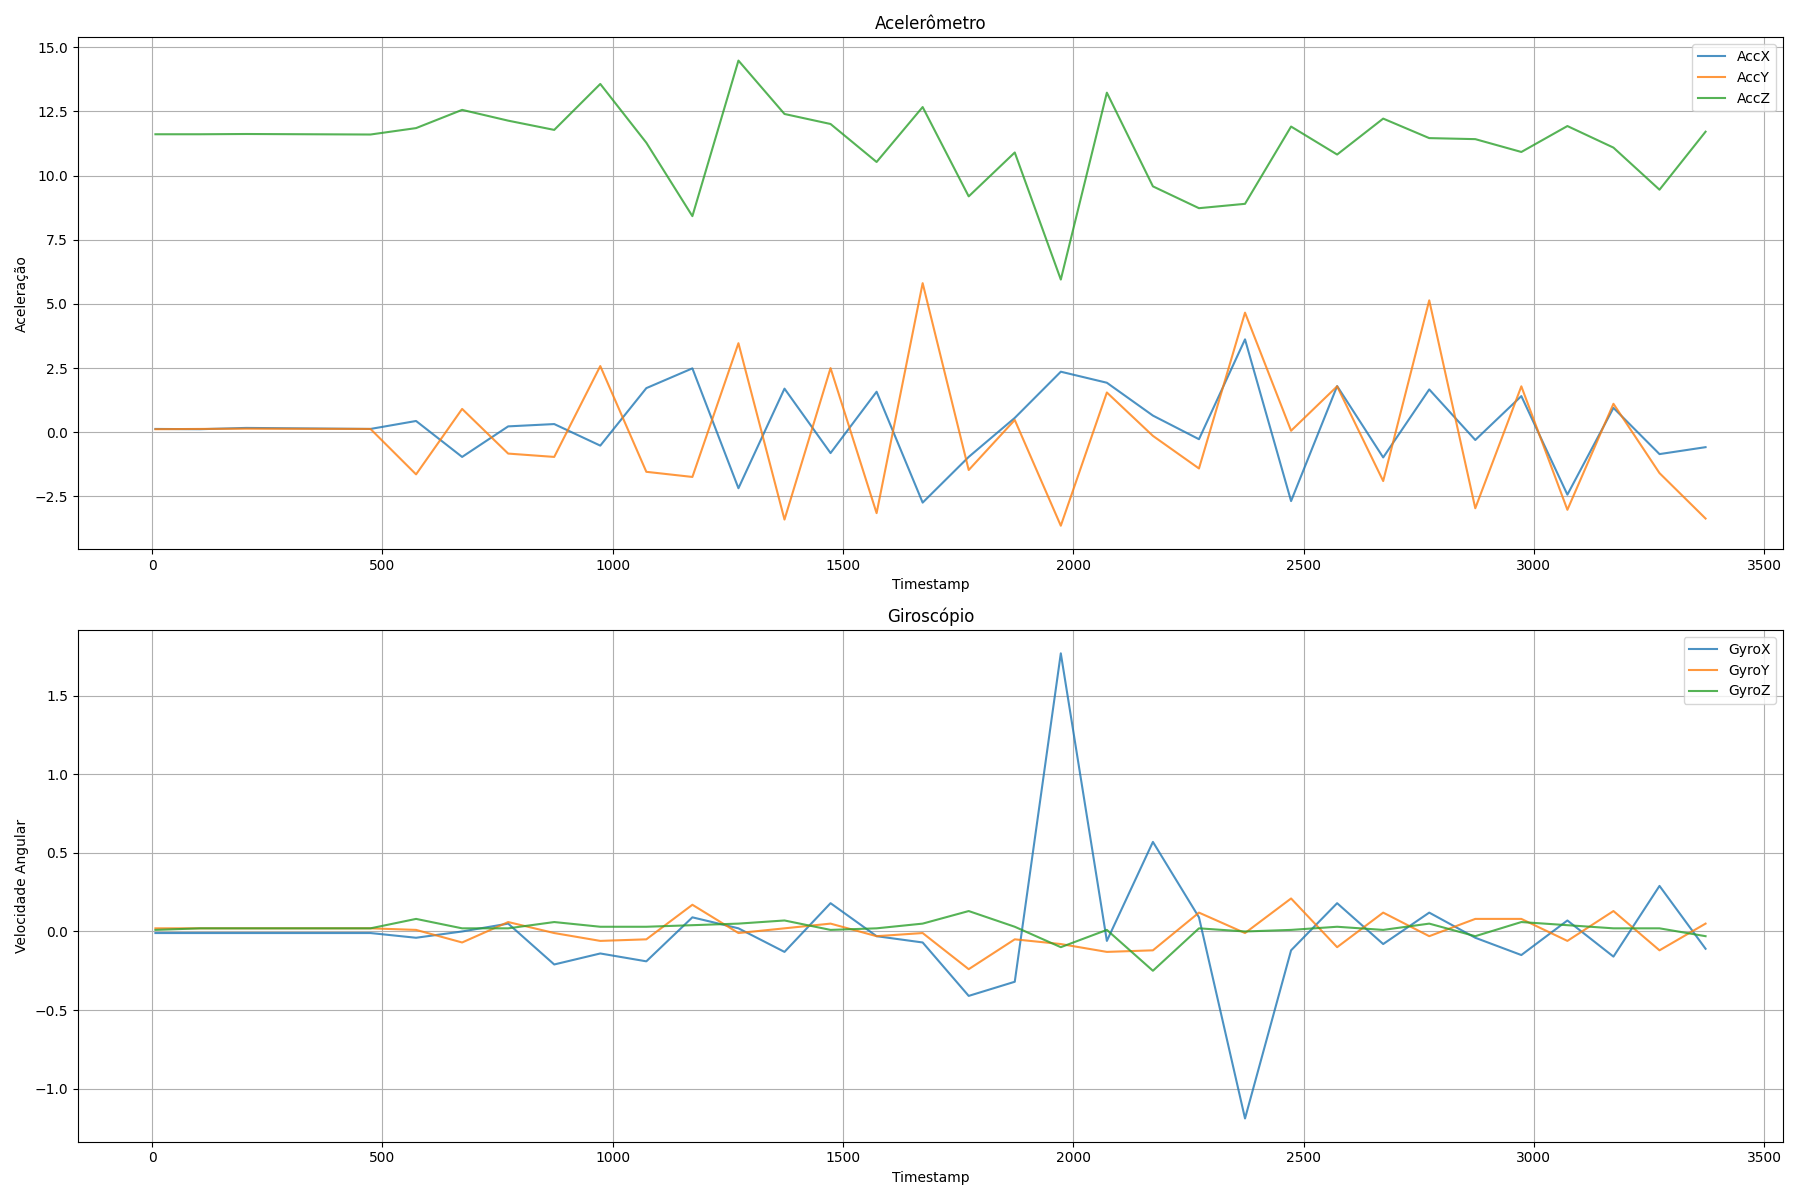 Acelerômetro
15.0
12.5
10.0
7.5
5.0
2.5
0.0
−2.5
Aceleração
AccX
AccY
AccZ
0 500 1000 1500 2000 2500 3000 3500
Timestamp
Giroscópio
1.5
1.0
0.5
0.0
−0.5
−1.0
Velocidade Angular
GyroX
GyroY
GyroZ
0 500 1000 1500 2000 2500 3000 3500
Timestamp